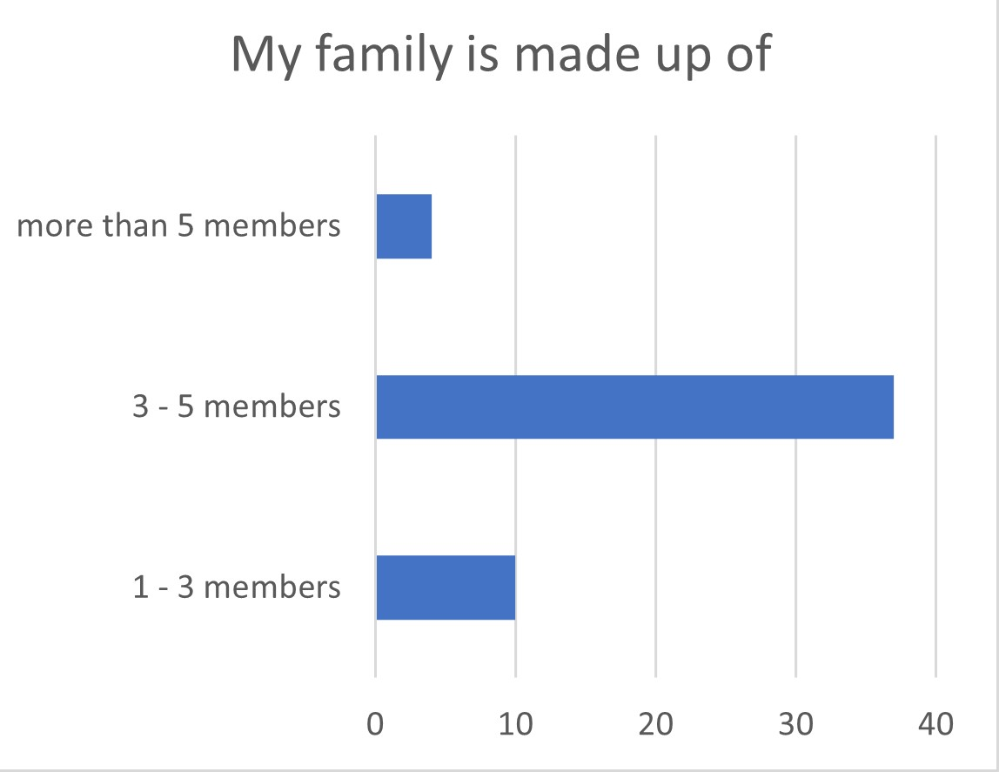 My family is made up of
more than 5 members
3 - 5 members
1 - 3 members
0 10 20 30 40